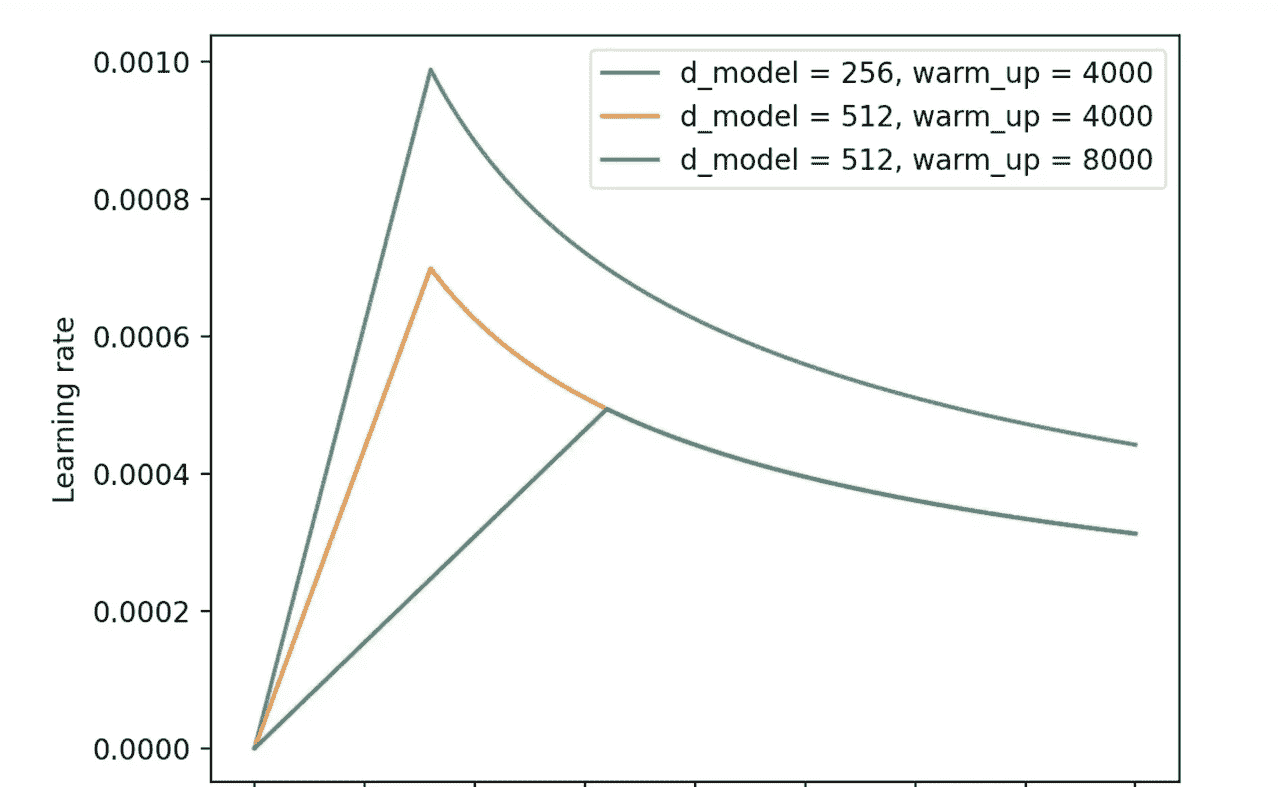 0.0010
d_model = 256, warm_up = 4000
d_model = 512, warm_up = 4000
d_model = 512, warm_up = 8000
0.0008
0.0006
Learning rate
0.0004
0.0002
0.0000